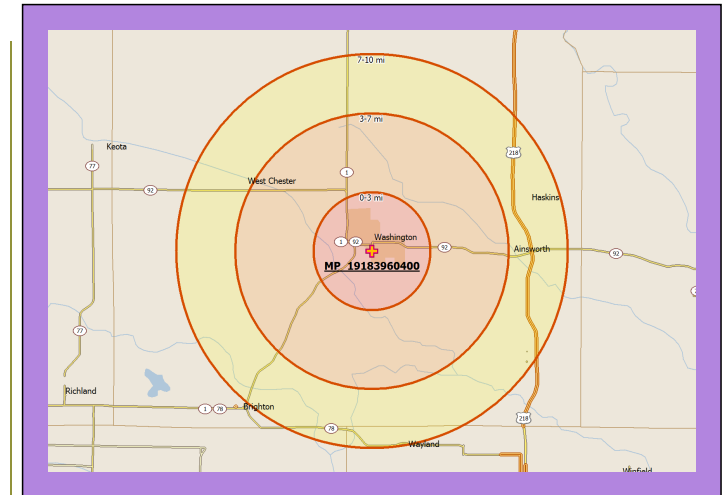 7-10 mi
3-7 mi
Keota
218
77
1
West Chester
92
0-3 mi
Haskins
Washington
1 92
92
Ainsworth
92
MP 19183960400
77
Richland
1 78
Brighton
218
78
Wayland
Winfield